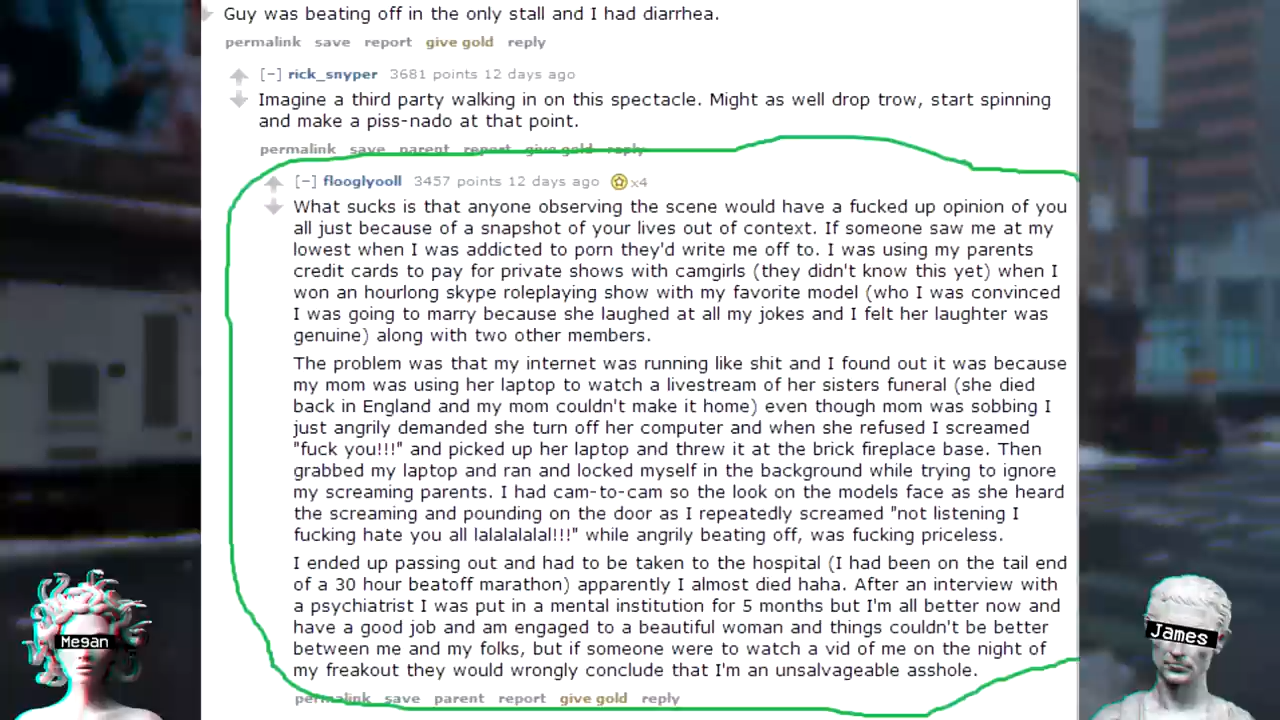 Guy was beating off in the only stall and I had diarrhea.
permalink save report give gold reply
[−] rick_snyper 3681 points 12 days ago
Imagine a third party walking in on this spectacle. Might as well drop trow, start spinning
and make a piss-nado at that point.
permalink save parent report give gold reply
[−] flooglyooll 3457 points 12 days ago x4
What sucks is that anyone observing the scene would have a fucked up opinion of you
all just because of a snapshot of your lives out of context. If someone saw me at my
lowest when I was addicted to porn they'd write me off to. I was using my parents
credit cards to pay for private shows with camgirls (they didn't know this yet) when I
won an hourlong skype roleplaying show with my favorite model (who I was convinced
I was going to marry because she laughed at all my jokes and I felt her laughter was
genuine) along with two other members.
The problem was that my internet was running like shit and I found out it was because
my mom was using her laptop to watch a livestream of her sisters funeral (she died
back in England and my mom couldn't make it home) even though mom was sobbing I
just angrily demanded she turn off her computer and when she refused I screamed
"fuck you!!!" and picked up her laptop and threw it at the brick fireplace base. Then
grabbed my laptop and ran and locked myself in the background while trying to ignore
my screaming parents. I had cam-to-cam so the look on the models face as she heard
the screaming and pounding on the door as I repeatedly screamed "not listening I
fucking hate you all lalalalalal!!!" while angrily beating off, was fucking priceless.
I ended up passing out and had to be taken to the hospital (I had been on the tail end
of a 30 hour beatoff marathon) apparently I almost died haha. After an interview with
a psychiatrist I was put in a mental institution for 5 months but I'm all better now and
have a good job and am engaged to a beautiful woman and things couldn't be better
between me and my folks, but if someone were to watch a vid of me on the night of
my freakout they would wrongly conclude that I'm an unsalvageable asshole.
permalink save parent report give gold reply
Megan
James